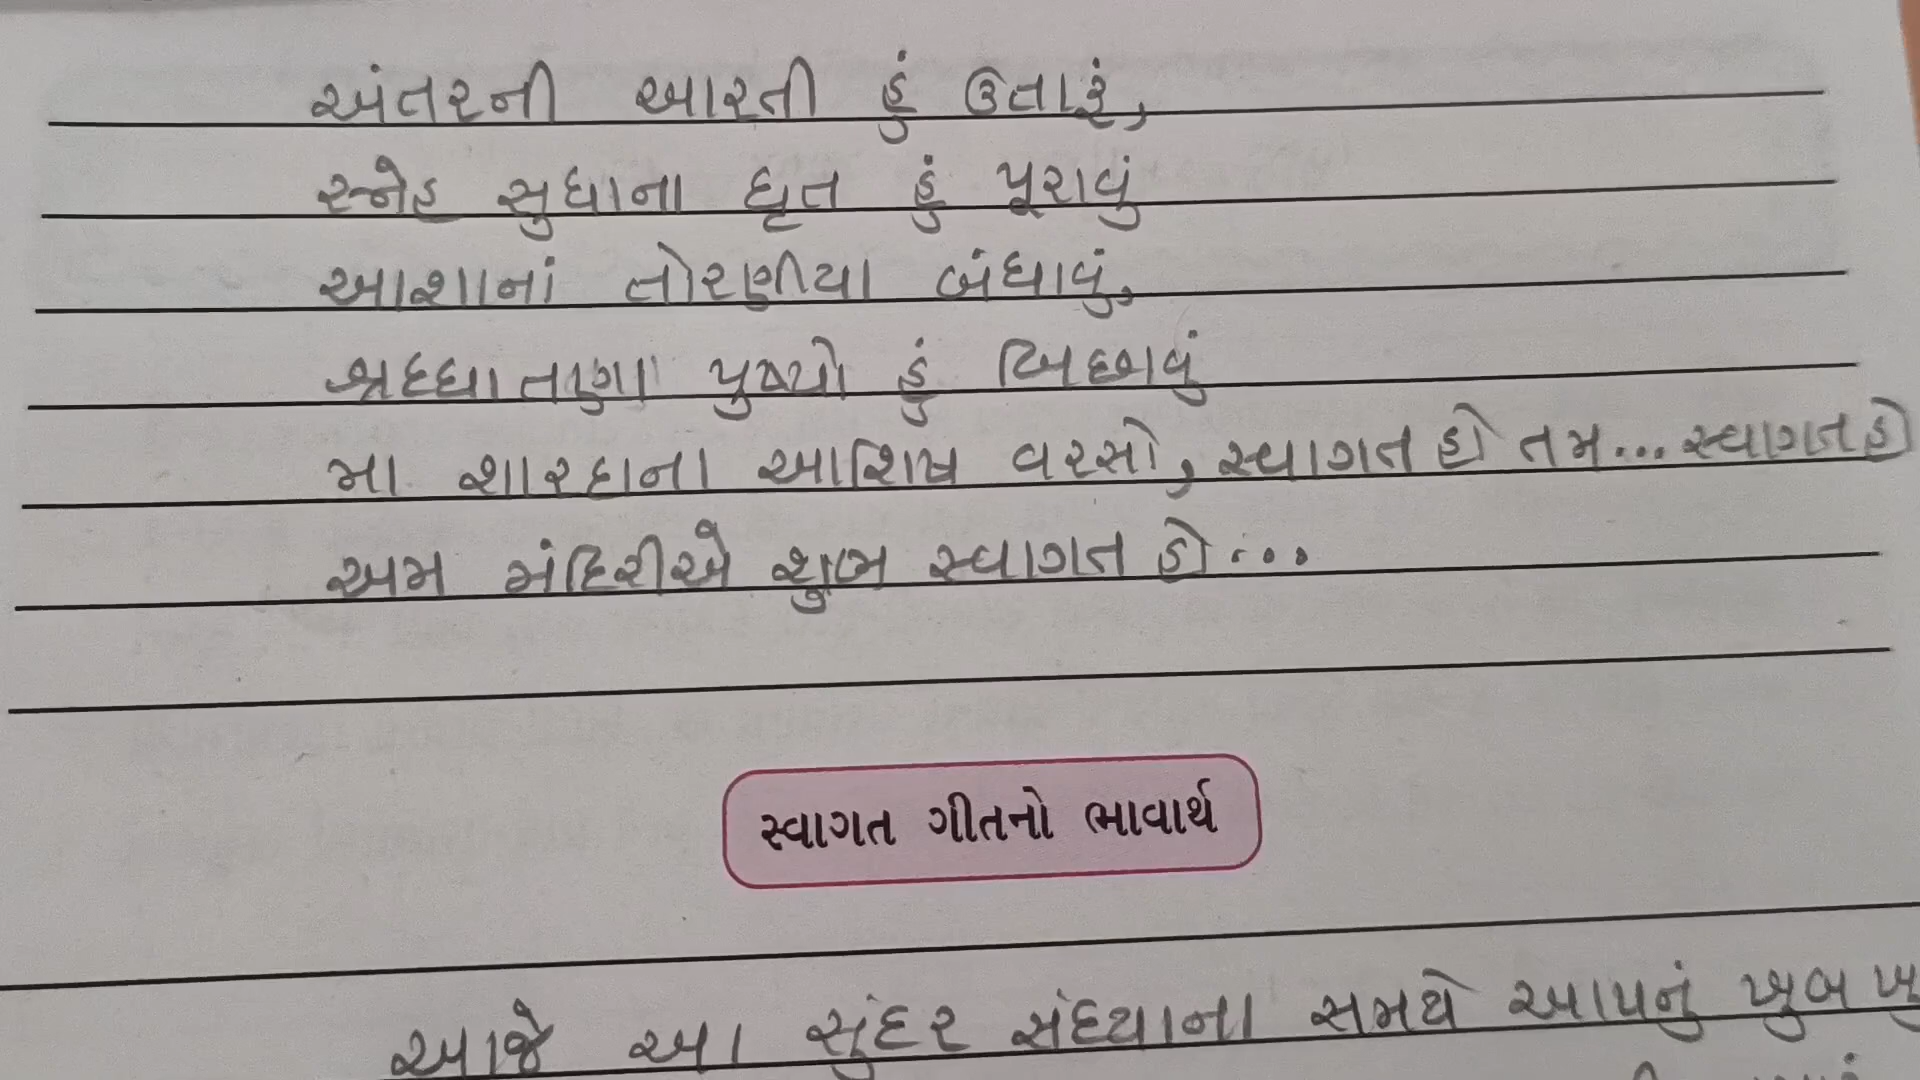 અંતરની આરતી હું ઉતારું,
સ્નેહ સુધાના ઘૃત હું પૂરાવું
આશાનાં તોરણીયા બંધાવું,
શ્રદ્ધાતણા પુષ્પો હું બિછાવું
મા શારદાના આશિષ વરસો, સ્વાગત હો તમ... સ્વાગત હો
અમ મંદિરીએ શુભ સ્વાગત હો...
સ્વાગત ગીતનો ભાવાર્થ
આજે આ સુંદર સંધ્યાના સમયે આપનું ખુબ ખુ